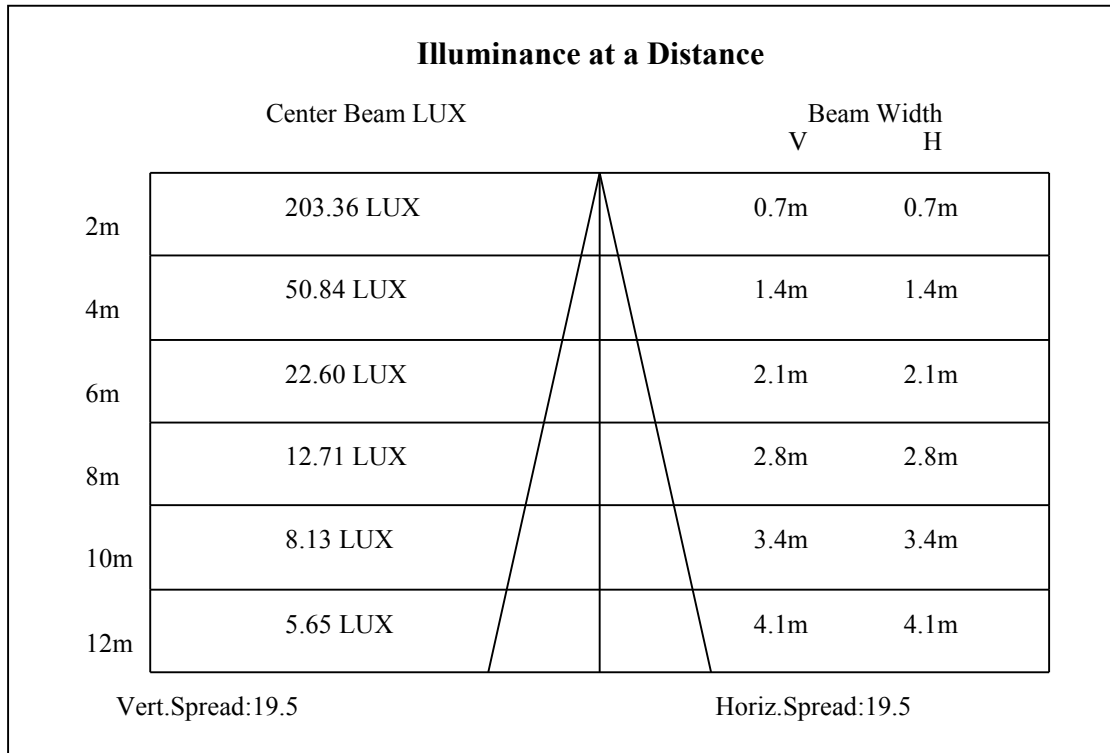 Illuminance at a Distance
Center Beam LUX Beam Width
V H
2m 203.36 LUX 0.7m 0.7m
4m 50.84 LUX 1.4m 1.4m
6m 22.60 LUX 2.1m 2.1m
8m 12.71 LUX 2.8m 2.8m
10m 8.13 LUX 3.4m 3.4m
12m 5.65 LUX 4.1m 4.1m
Vert.Spread:19.5 Horiz.Spread:19.5